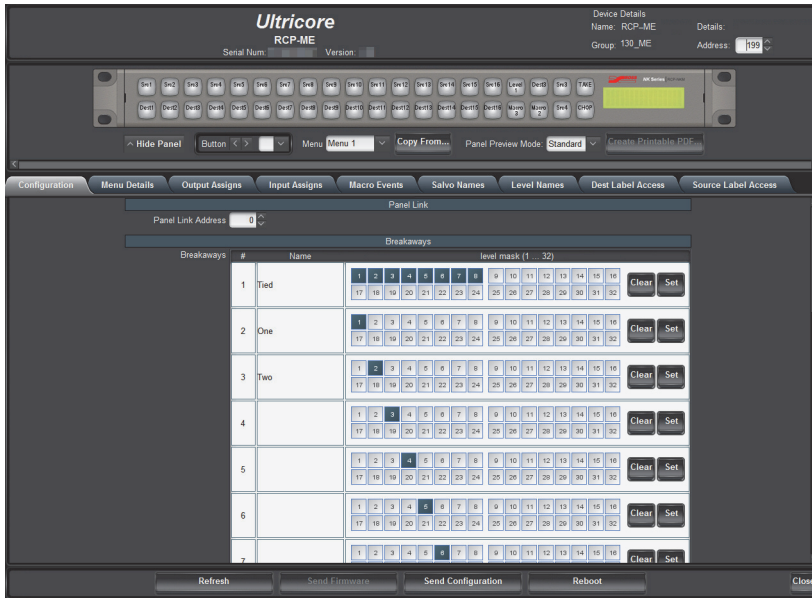 Ultricore
RCP-ME
Serial Num: Version:
Device Details
Name: RCP-ME Details:
Group: 130_ME Address: 199
Src1 Src2 Src3 Src4 Src5 Src6 Src7 Src8 Src9 Src10 Src11 Src12 Src13 Src14 Src15 Src16 Level 1 Dest8 Src3 TAKE
Dest1 Dest2 Dest3 Dest4 Dest5 Dest6 Dest7 Dest8 Dest9 Dest10 Dest11 Dest12 Dest13 Dest14 Dest15 Dest16 Macro 3 Macro 2 Src4 CHOP
Hide Panel Button < > Menu Menu 1 Copy From... Panel Preview Mode: Standard Create Printable PDF...
Configuration Menu Details Output Assigns Input Assigns Macro Events Salvo Names Level Names Dest Label Access Source Label Access
Panel Link
Panel Link Address 0
Breakaways
Breakaways # Name level mask (1 ... 32)
1 2 3 4 5 6 7 8 9 10 11 12 13 14 15 16
1 Tied Clear Set
17 18 19 20 21 22 23 24 25 26 27 28 29 30 31 32
1 2 3 4 5 6 7 8 9 10 11 12 13 14 15 16
2 One Clear Set
17 18 19 20 21 22 23 24 25 26 27 28 29 30 31 32
1 2 3 4 5 6 7 8 9 10 11 12 13 14 15 16
3 Two Clear Set
17 18 19 20 21 22 23 24 25 26 27 28 29 30 31 32
1 2 3 4 5 6 7 8 9 10 11 12 13 14 15 16
4 Clear Set
17 18 19 20 21 22 23 24 25 26 27 28 29 30 31 32
1 2 3 4 5 6 7 8 9 10 11 12 13 14 15 16
5 Clear Set
17 18 19 20 21 22 23 24 25 26 27 28 29 30 31 32
1 2 3 4 5 6 7 8 9 10 11 12 13 14 15 16
6 Clear Set
17 18 19 20 21 22 23 24 25 26 27 28 29 30 31 32
1 2 3 4 5 6 7 8 9 10 11 12 13 14 15 16
7 Clear Set
Refresh Send Firmware Send Configuration Reboot Close